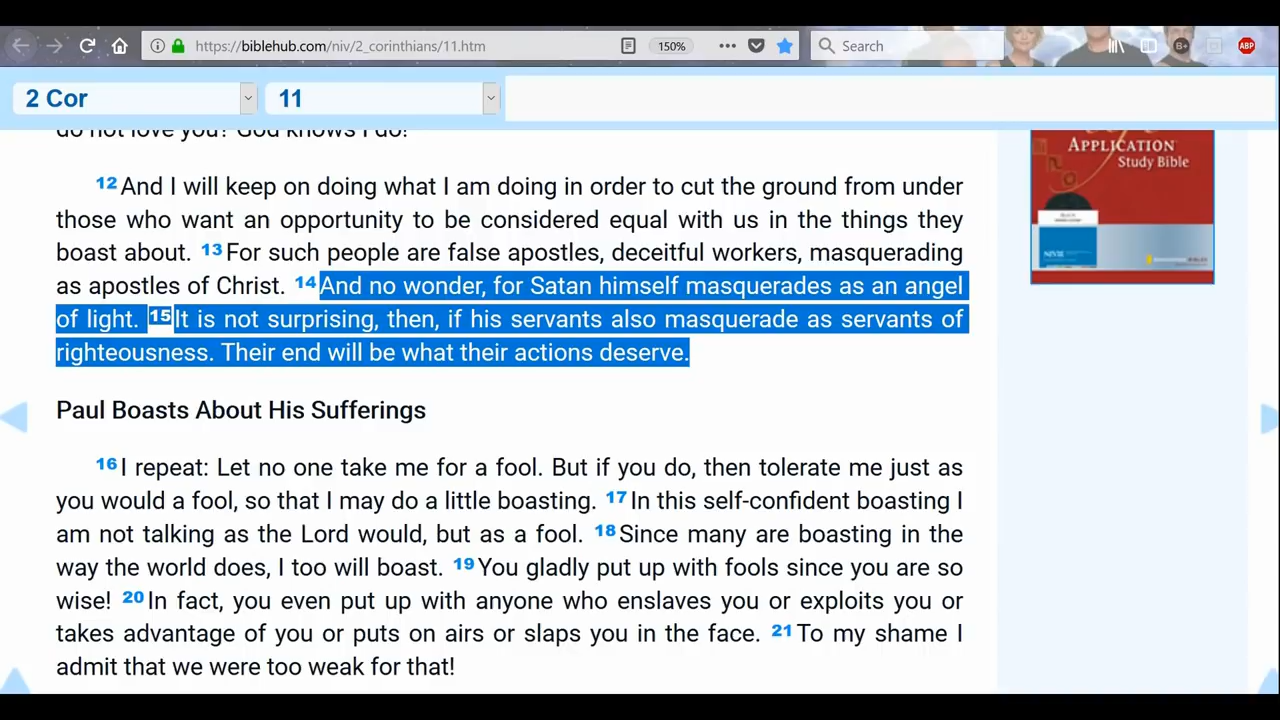 https://biblehub.com/niv/2_corinthians/11.htm
150%
Search
B+
ABP
2 Cor
11
do not love you? God knows I do!
12 And I will keep on doing what I am doing in order to cut the ground from under
those who want an opportunity to be considered equal with us in the things they
boast about. 13 For such people are false apostles, deceitful workers, masquerading
as apostles of Christ. 14 And no wonder, for Satan himself masquerades as an angel
of light. 15 It is not surprising, then, if his servants also masquerade as servants of
righteousness. Their end will be what their actions deserve.
Paul Boasts About His Sufferings
16 I repeat: Let no one take me for a fool. But if you do, then tolerate me just as
you would a fool, so that I may do a little boasting. 17 In this self-confident boasting I
am not talking as the Lord would, but as a fool. 18 Since many are boasting in the
way the world does, I too will boast. 19 You gladly put up with fools since you are so
wise! 20 In fact, you even put up with anyone who enslaves you or exploits you or
takes advantage of you or puts on airs or slaps you in the face. 21 To my shame I
admit that we were too weak for that!
APPLICATION
Study Bible
NIV